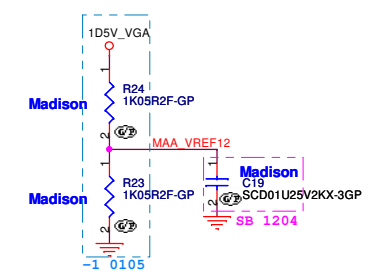 1D5V_VGA
1
R24
Madison
1K05R2F-GP
2
G/P
MAA_VREF12
1
R23
Madison
1K05R2F-GP
2
G/P
1
Madison
C19
SCD01U25V2KX-3GP
2
G/P
SB 1204
-1 0105